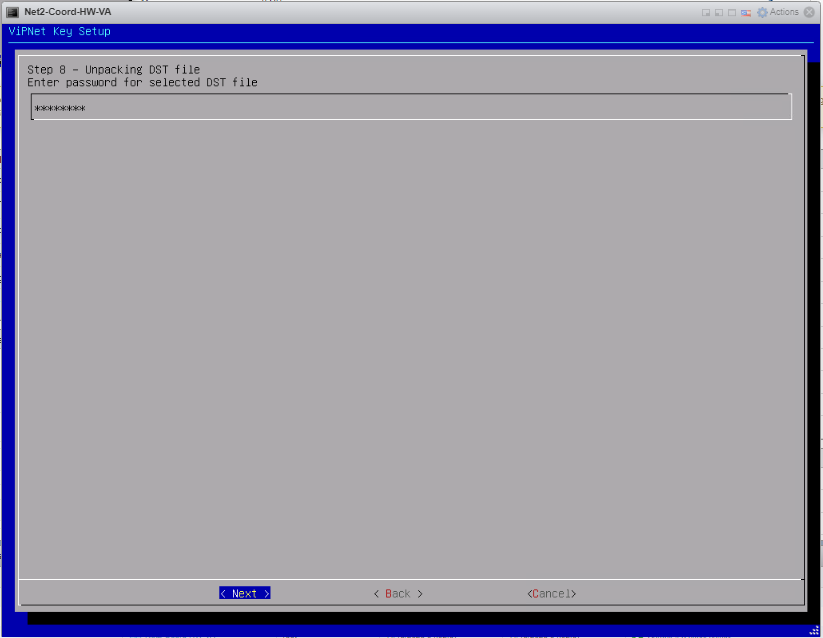 Net2-Coord-HW-VA
Actions
ViPNet Key Setup
Step 8 - Unpacking DST file
Enter password for selected DST file
********
< Next > < Back > <Cancel>